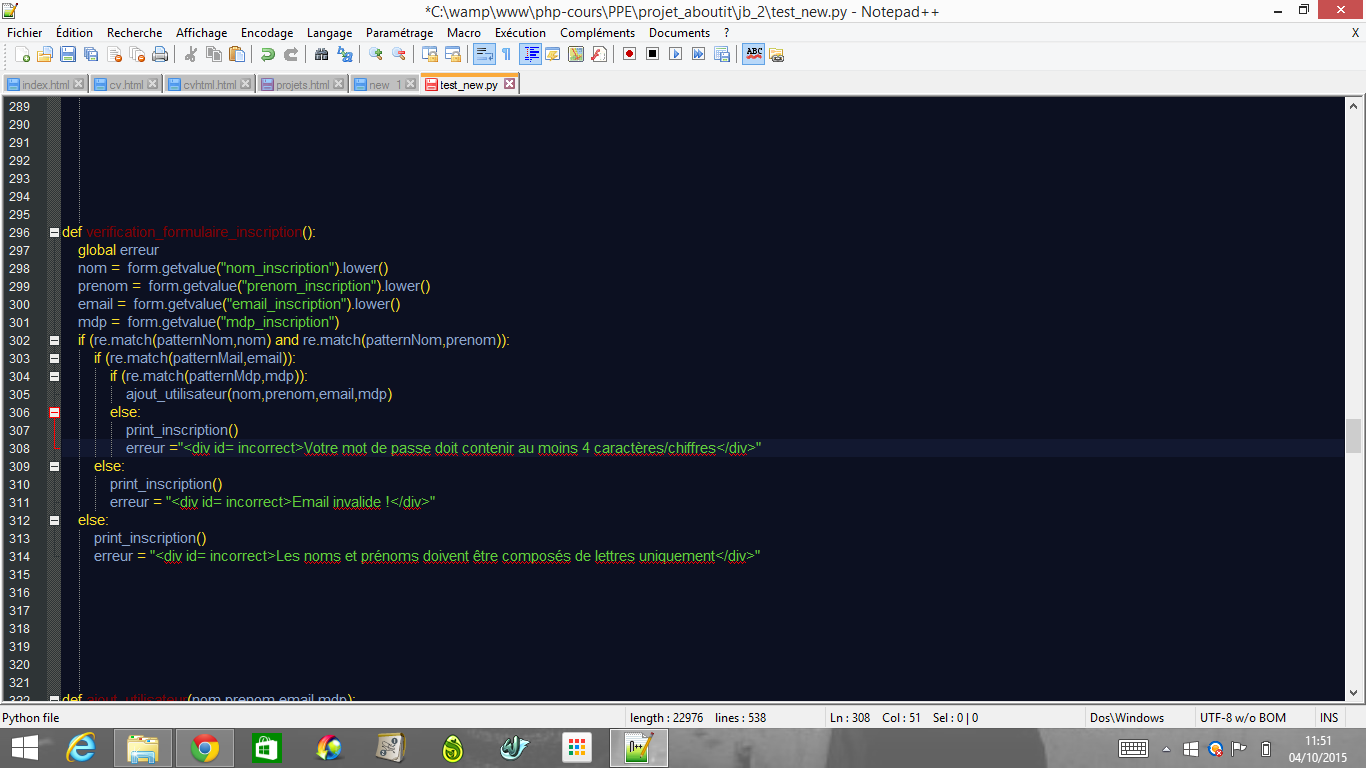 *C:\wamp\www\php-cours\PPE\projet_aboutit\jb_2\test_new.py - Notepad++
Fichier Édition Recherche Affichage Encodage Langage Paramétrage Macro Exécution Compléments Documents ? X
index.html cv.html cvhtml.html projets.html new 1 test_new.py
289
290
291
292
293
294
295
296 def verification_formulaire_inscription():
297 global erreur
298 nom = form.getvalue("nom_inscription").lower()
299 prenom = form.getvalue("prenom_inscription").lower()
300 email = form.getvalue("email_inscription").lower()
301 mdp = form.getvalue("mdp_inscription")
302 if (re.match(patternNom,nom) and re.match(patternNom,prenom)):
303 if (re.match(patternMail,email)):
304 if (re.match(patternMdp,mdp)):
305 ajout_utilisateur(nom,prenom,email,mdp)
306 else:
307 print_inscription()
308 erreur ="<div id= incorrect>Votre mot de passe doit contenir au moins 4 caractères/chiffres</div>"
309 else:
310 print_inscription()
311 erreur = "<div id= incorrect>Email invalide !</div>"
312 else:
313 print_inscription()
314 erreur = "<div id= incorrect>Les noms et prénoms doivent être composés de lettres uniquement</div>"
315
316
317
318
319
320
321
322 def ajout_utilisateur(nom,prenom,email,mdp):
Python file length : 22976 lines : 538 Ln : 308 Col : 51 Sel : 0 | 0 Dos\Windows UTF-8 w/o BOM INS
11:51
04/10/2015